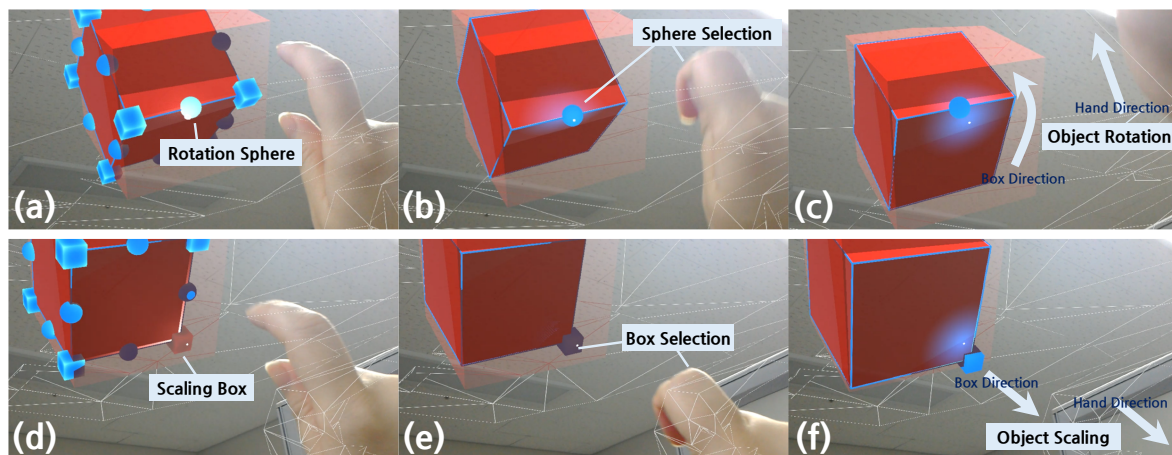 Rotation Sphere
(a)
Sphere Selection
(b)
Hand Direction
Object Rotation
Box Direction
(c)
Scaling Box
(d)
Box Selection
(e)
Box Direction
Hand Direction
Object Scaling
(f)